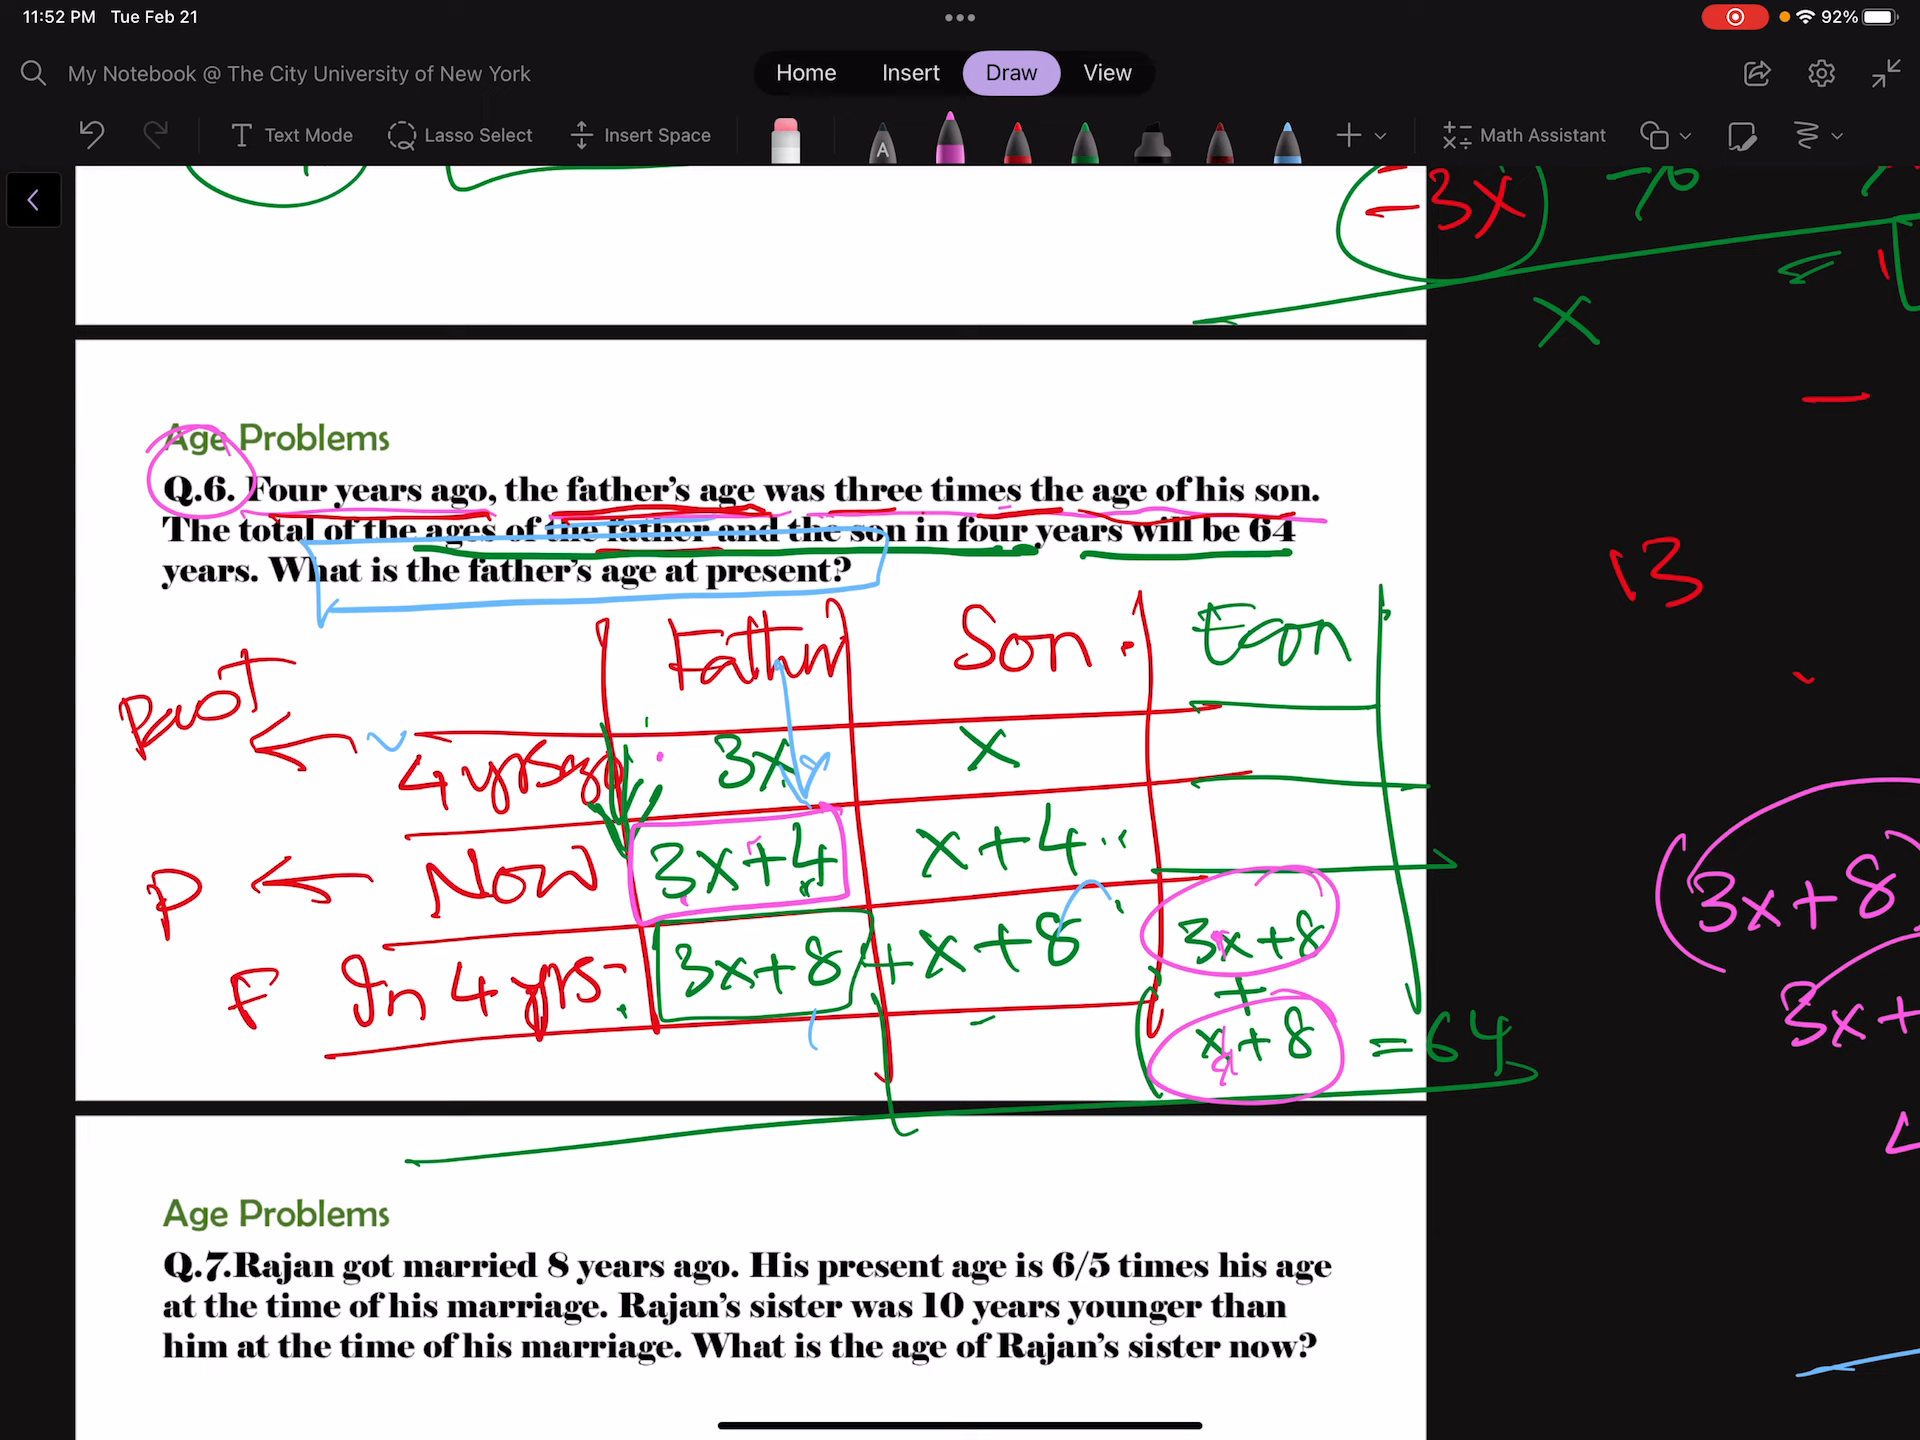 11:52 PM Tue Feb 21
92%
My Notebook @ The City University of New York
Home Insert Draw View
Text Mode Lasso Select Insert Space Math Assistant
-3x
x
Age Problems
Q.6. Four years ago, the father's age was three times the age of his son.
The total of the ages of the father and the son in four years will be 64
years. What is the father's age at present?
13
Son
4 yrs ago 3x x
P Now 3x+4 x+4
F In 4 yrs. 3x+8 + x+8
3x+8
+
x+8 = 64
(3x+8
3x+
Age Problems
Q.7.Rajan got married 8 years ago. His present age is 6/5 times his age
at the time of his marriage. Rajan's sister was 10 years younger than
him at the time of his marriage. What is the age of Rajan's sister now?